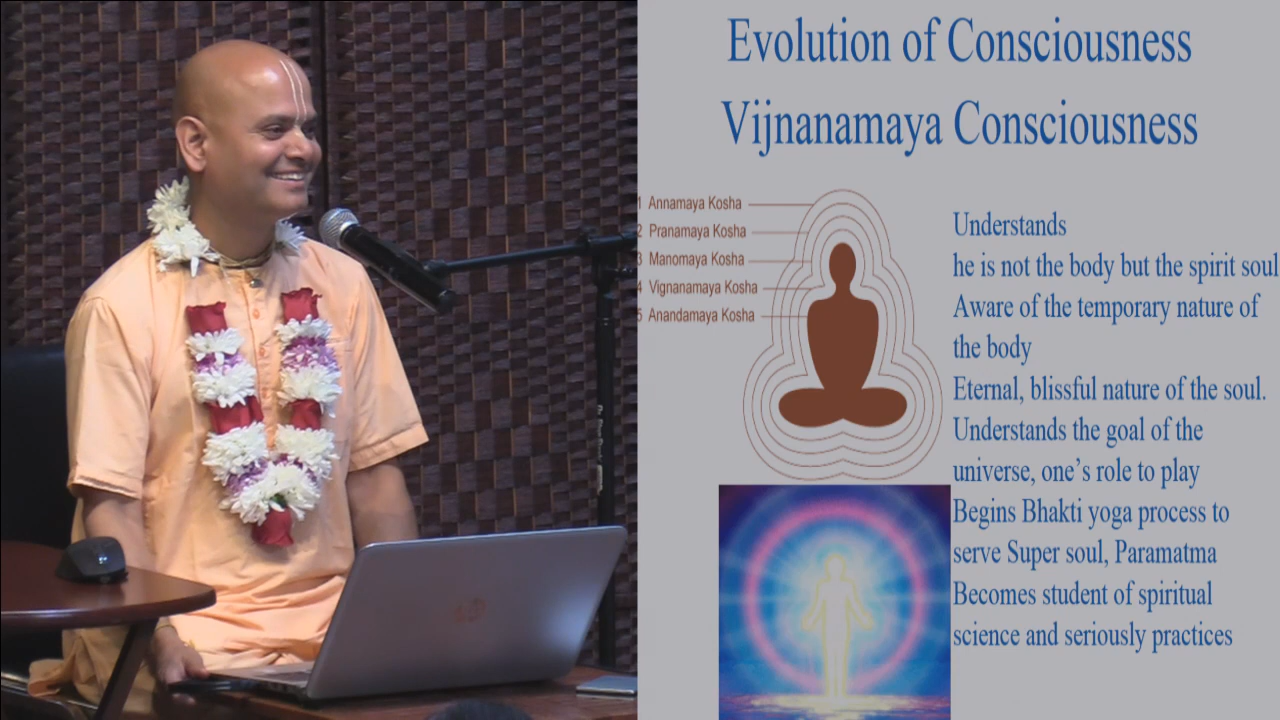 Evolution of Consciousness
Vijnanamaya Consciousness
1 Annamaya Kosha
2 Pranamaya Kosha
3 Manomaya Kosha
4 Vignanamaya Kosha
5 Anandamaya Kosha
Understands
he is not the body but the spirit soul
Aware of the temporary nature of
the body
Eternal, blissful nature of the soul.
Understands the goal of the
universe, one’s role to play
Begins Bhakti yoga process to
serve Super soul, Paramatma
Becomes student of spiritual
science and seriously practices
hp